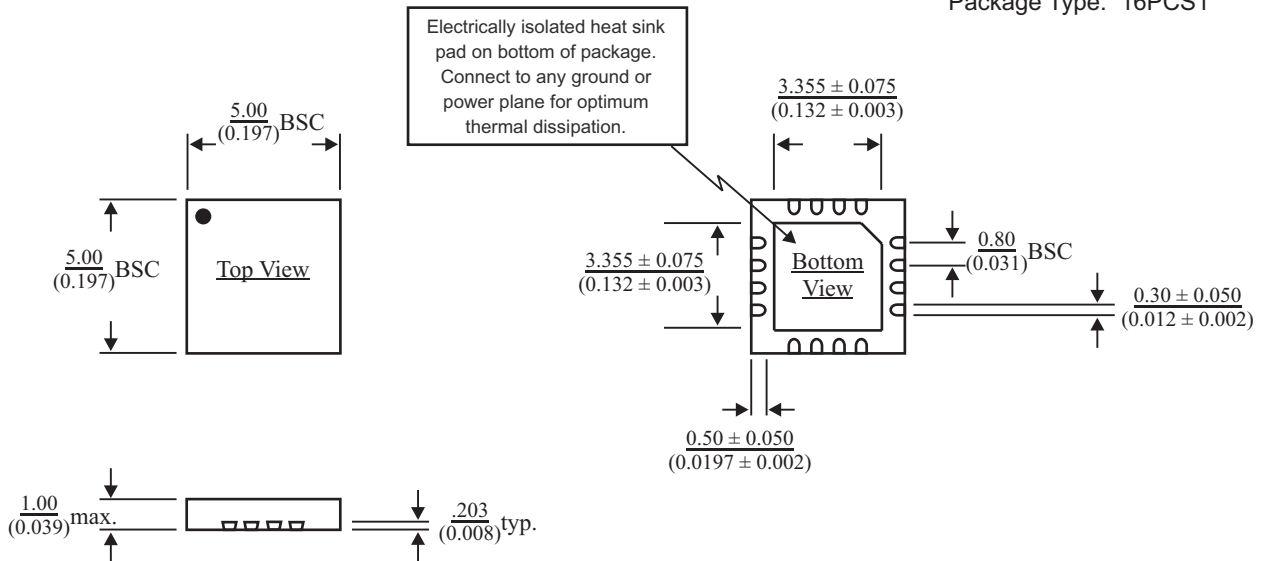 Package Type: 16PCS1
Electrically isolated heat sink
pad on bottom of package.
Connect to any ground or
power plane for optimum
thermal dissipation.
5.00
(0.197) BSC
3.355 ± 0.075
(0.132 ± 0.003)
5.00
(0.197) BSC
Top View
3.355 ± 0.075
(0.132 ± 0.003)
Bottom
View
0.80
(0.031) BSC
0.30 ± 0.050
(0.012 ± 0.002)
0.50 ± 0.050
(0.0197 ± 0.002)
1.00
(0.039) max.
.203
(0.008) typ.